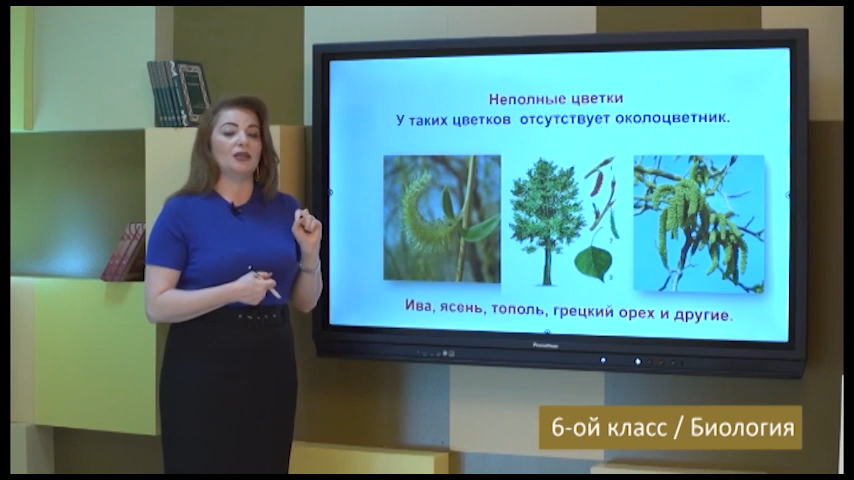 Неполные цветки
У таких цветков отсутствует околоцветник.
Ива, ясень, тополь, грецкий орех и другие.
6-ой класс / Биология